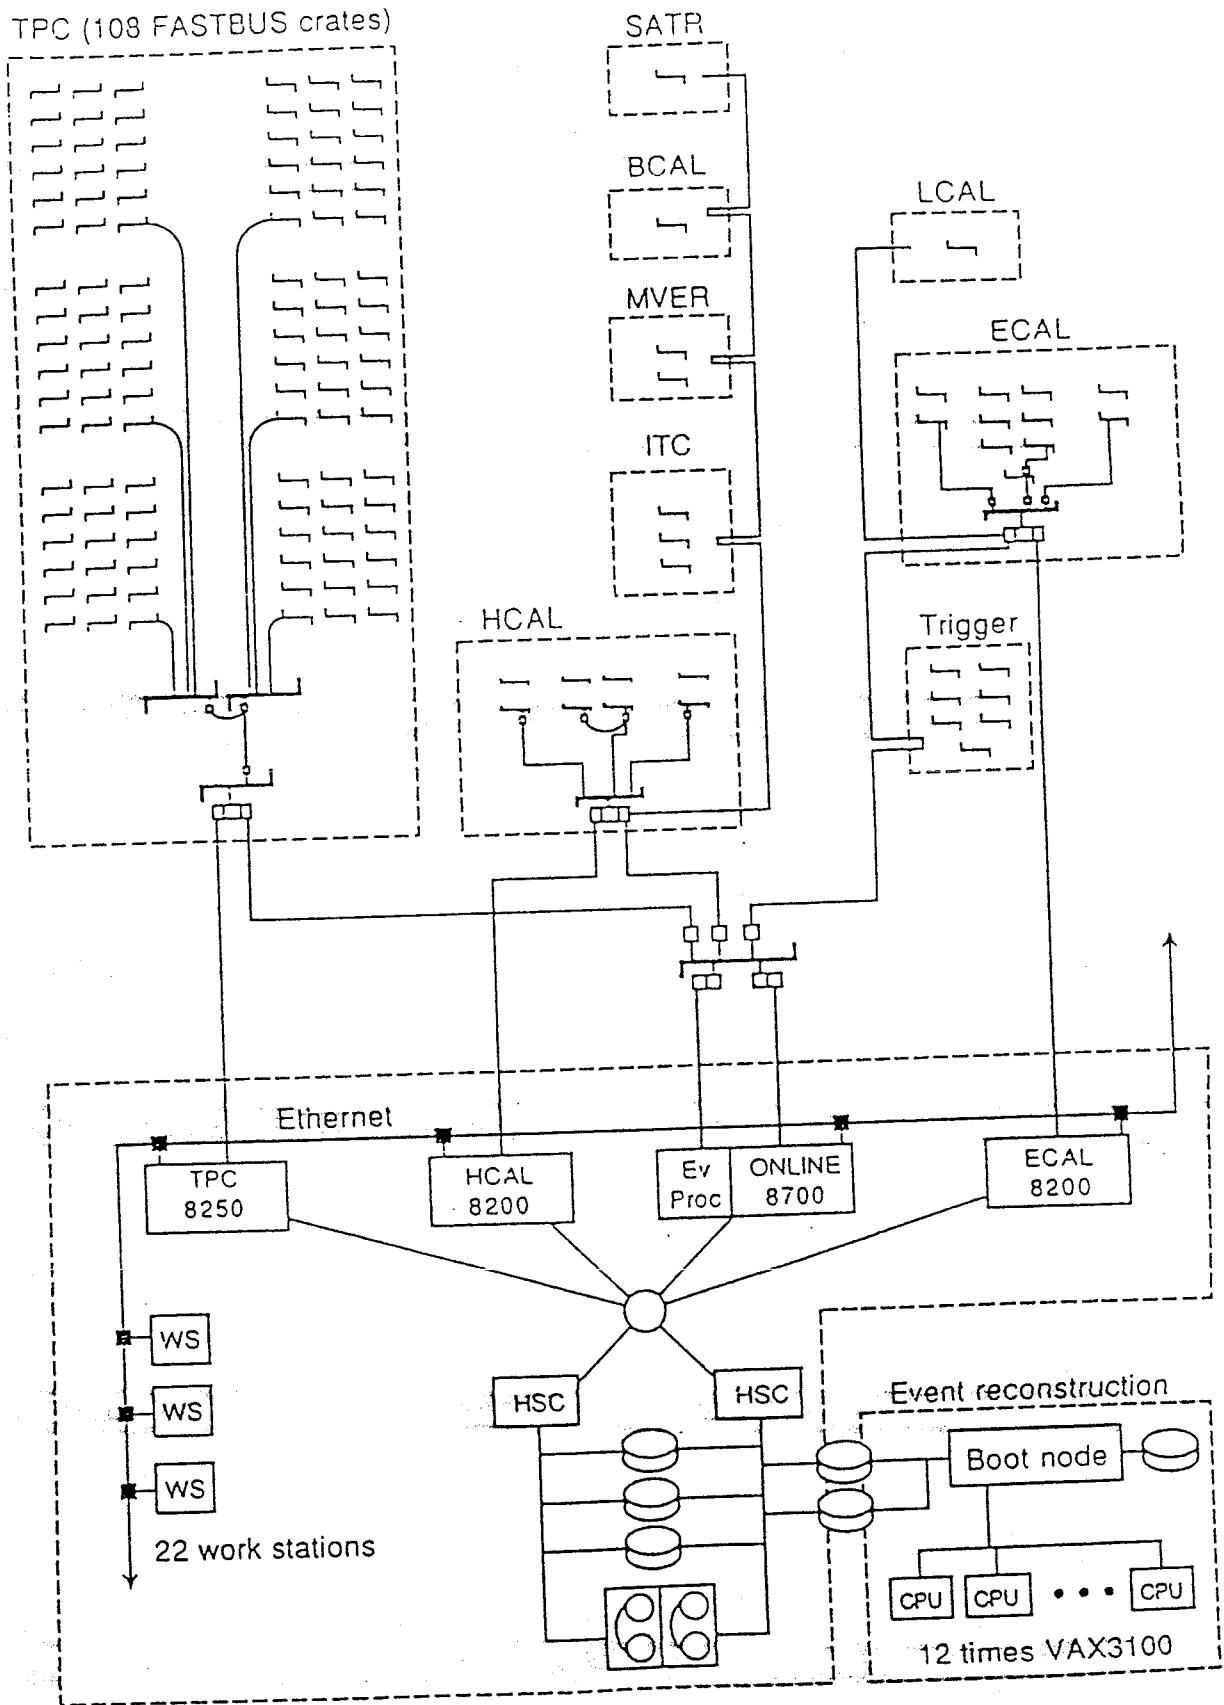 TPC (108 FASTBUS crates)
SATR
BCAL
LCAL
MVER
ECAL
ITC
HCAL
Trigger
Ethernet
TPC
8250
HCAL
8200
Ev
Proc
ONLINE
8700
ECAL
8200
WS
WS
WS
22 work stations
HSC
HSC
Event reconstruction
Boot node
CPU
CPU
• • •
CPU
12 times VAX3100